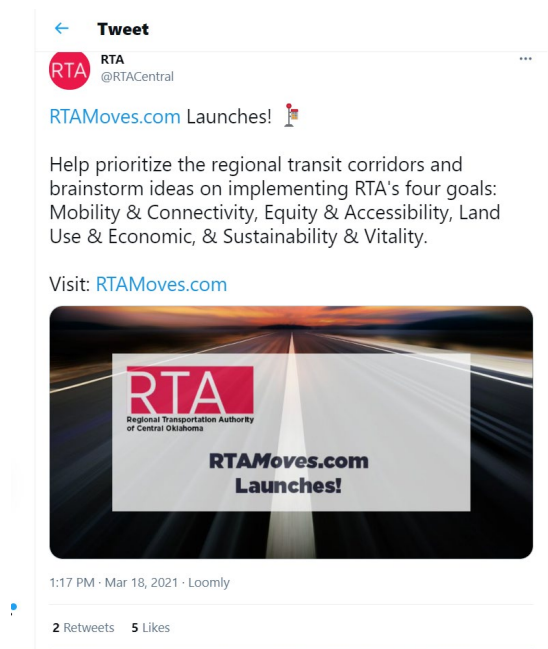 Tweet
RTA
RTA
@RTACentral
RTAMoves.com Launches! 🚏
Help prioritize the regional transit corridors and
brainstorm ideas on implementing RTA's four goals:
Mobility & Connectivity, Equity & Accessibility, Land
Use & Economic, & Sustainability & Vitality.
Visit: RTAMoves.com
RTA
Regional Transportation Authority
of Central Oklahoma
RTAMoves.com
Launches!
1:17 PM · Mar 18, 2021 · Loomly
2 Retweets 5 Likes